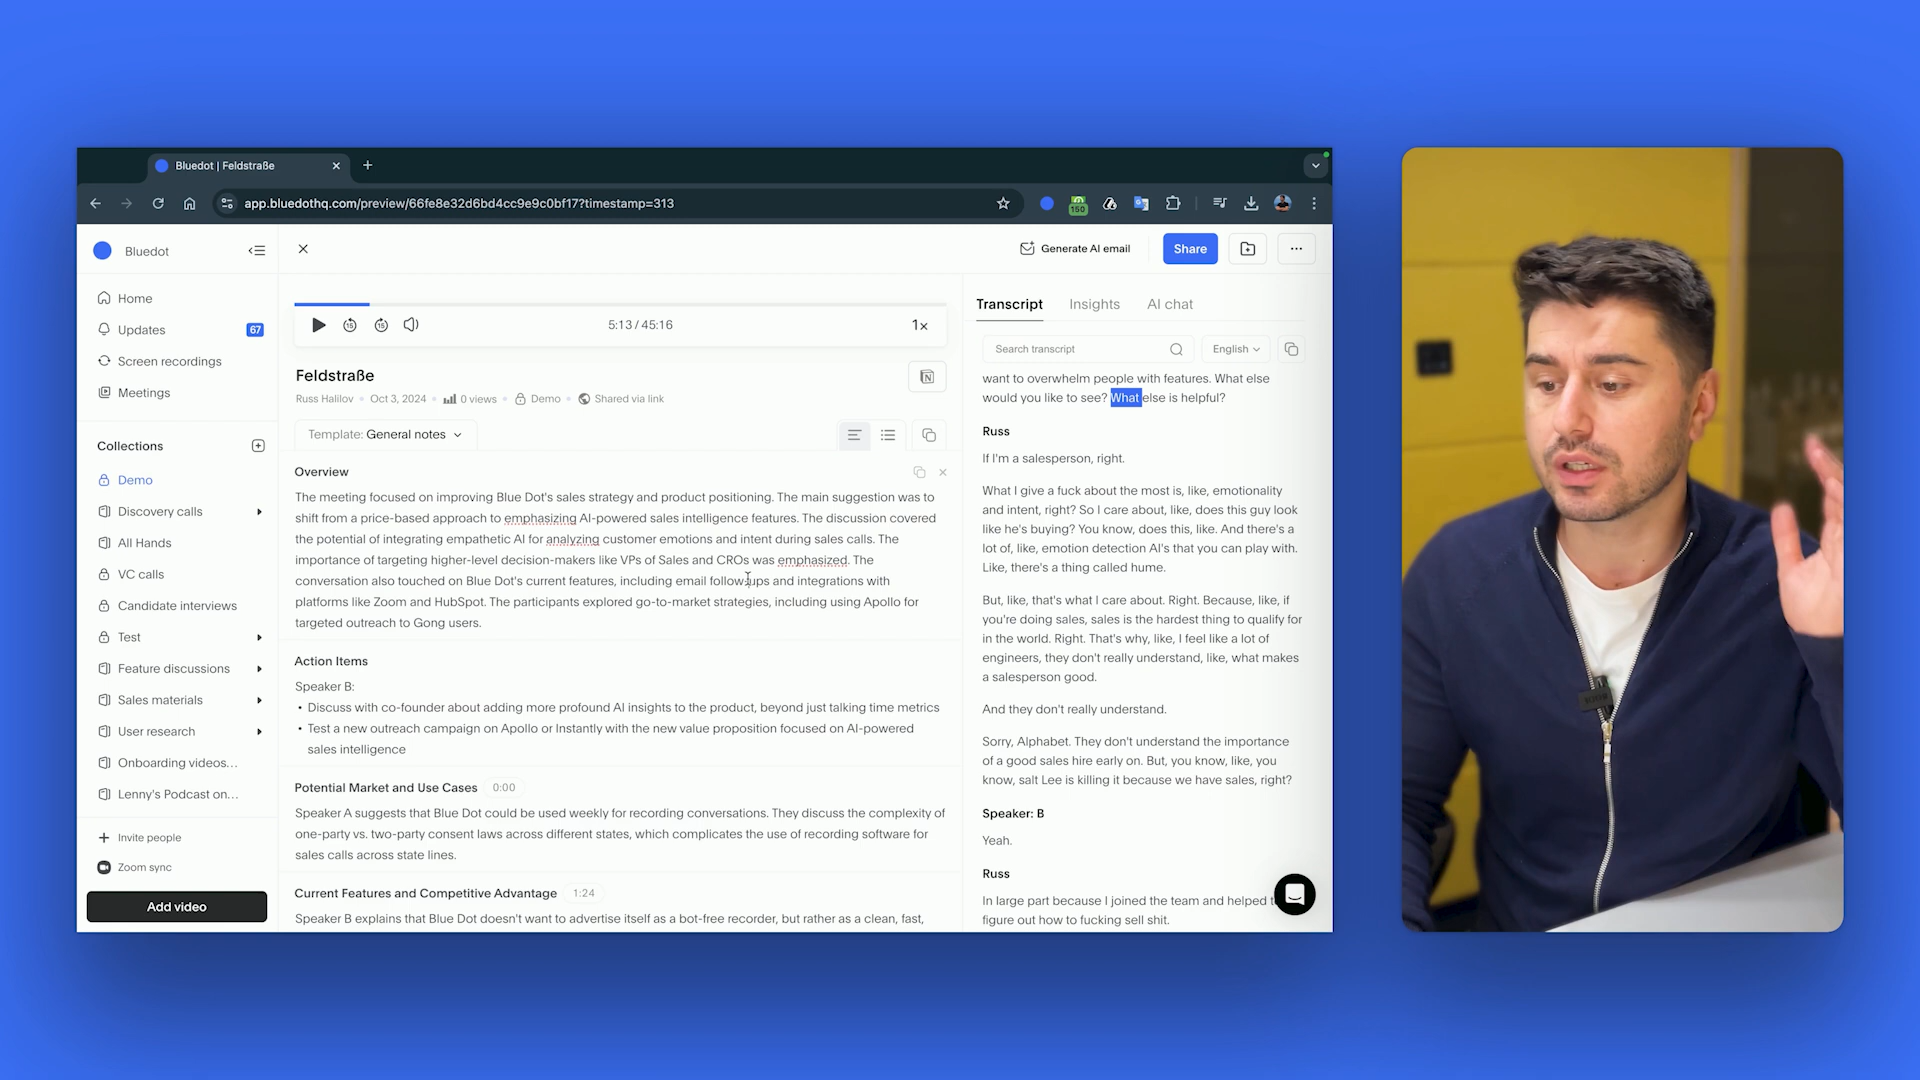 Bluedot | Feldstraße
app.bluedothq.com/preview/66fe8e32d6bd4cc9e9c0bf17?timestamp=313
150
Bluedot
Home
Updates
67
Screen recordings
Meetings
Collections
Demo
Discovery calls
All Hands
VC calls
Candidate interviews
Test
Feature discussions
Sales materials
User research
Onboarding videos...
Lenny's Podcast on...
Invite people
Zoom sync
Add video
Generate AI email
Share
15
15
5:13 / 45:16
1x
Feldstraße
Russ Halilov
Oct 3, 2024
0 views
Demo
Shared via link
Template: General notes
Overview
The meeting focused on improving Blue Dot's sales strategy and product positioning. The main suggestion was to
shift from a price-based approach to emphasizing AI-powered sales intelligence features. The discussion covered
the potential of integrating empathetic AI for analyzing customer emotions and intent during sales calls. The
importance of targeting higher-level decision-makers like VPs of Sales and CROs was emphasized. The
conversation also touched on Blue Dot's current features, including email follow-ups and integrations with
platforms like Zoom and HubSpot. The participants explored go-to-market strategies, including using Apollo for
targeted outreach to Gong users.
Action Items
Speaker B:
• Discuss with co-founder about adding more profound AI insights to the product, beyond just talking time metrics
• Test a new outreach campaign on Apollo or Instantly with the new value proposition focused on AI-powered
sales intelligence
Potential Market and Use Cases 0:00
Speaker A suggests that Blue Dot could be used weekly for recording conversations. They discuss the complexity of
one-party vs. two-party consent laws across different states, which complicates the use of recording software for
sales calls across state lines.
Current Features and Competitive Advantage 1:24
Speaker B explains that Blue Dot doesn't want to advertise itself as a bot-free recorder, but rather as a clean, fast,
Transcript
Insights
AI chat
Search transcript
English
want to overwhelm people with features. What else
would you like to see? What else is helpful?
Russ
If I'm a salesperson, right.
What I give a fuck about the most is, like, emotionality
and intent, right? So I care about, like, does this guy look
like he's buying? You know, does this, like. And there's a
lot of, like, emotion detection AI's that you can play with.
Like, there's a thing called hume.
But, like, that's what I care about. Right. Because, like, if
you're doing sales, sales is the hardest thing to qualify for
in the world. Right. That's why, like, I feel like a lot of
engineers, they don't really understand, like, what makes
a salesperson good.
And they don't really understand.
Sorry, Alphabet. They don't understand the importance
of a good sales hire early on. But, you know, like, you
know, salt Lee is killing it because we have sales, right?
Speaker: B
Yeah.
Russ
In large part because I joined the team and helped
figure out how to fucking sell shit.